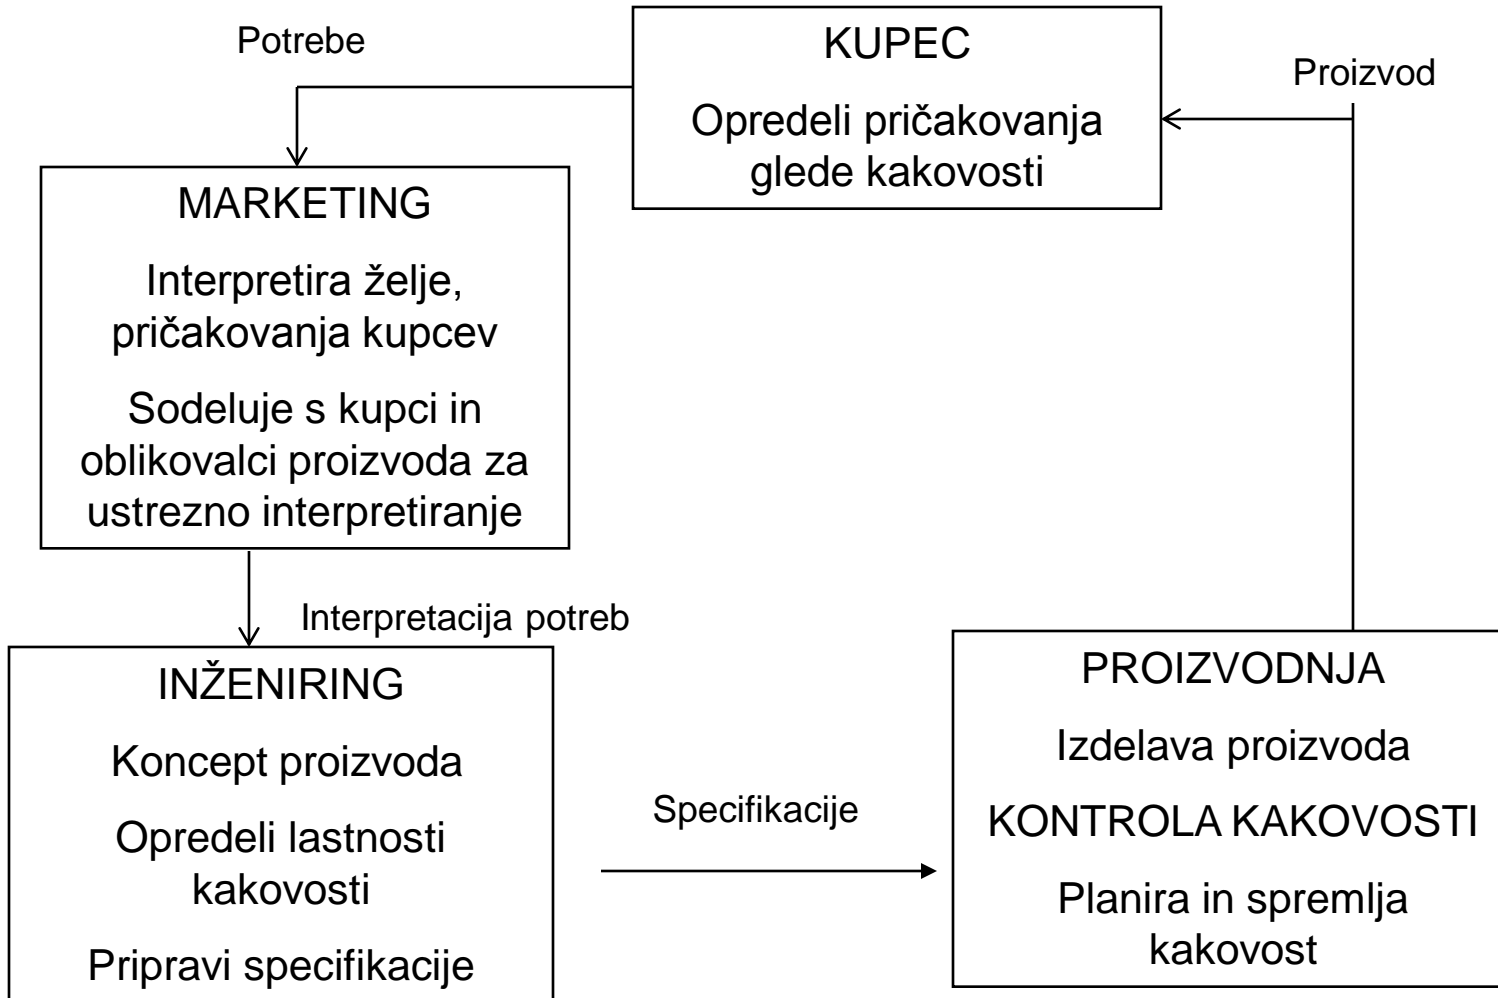 Potrebe
KUPEC
Opredeli pričakovanja
glede kakovosti
Proizvod
MARKETING
Interpretira želje,
pričakovanja kupcev
Sodeluje s kupci in
oblikovalci proizvoda za
ustrezno interpretiranje
Interpretacija potreb
INŽENIRING
Koncept proizvoda
Opredeli lastnosti
kakovosti
Pripravi specifikacije
Specifikacije
PROIZVODNJA
Izdelava proizvoda
KONTROLA KAKOVOSTI
Planira in spremlja
kakovost